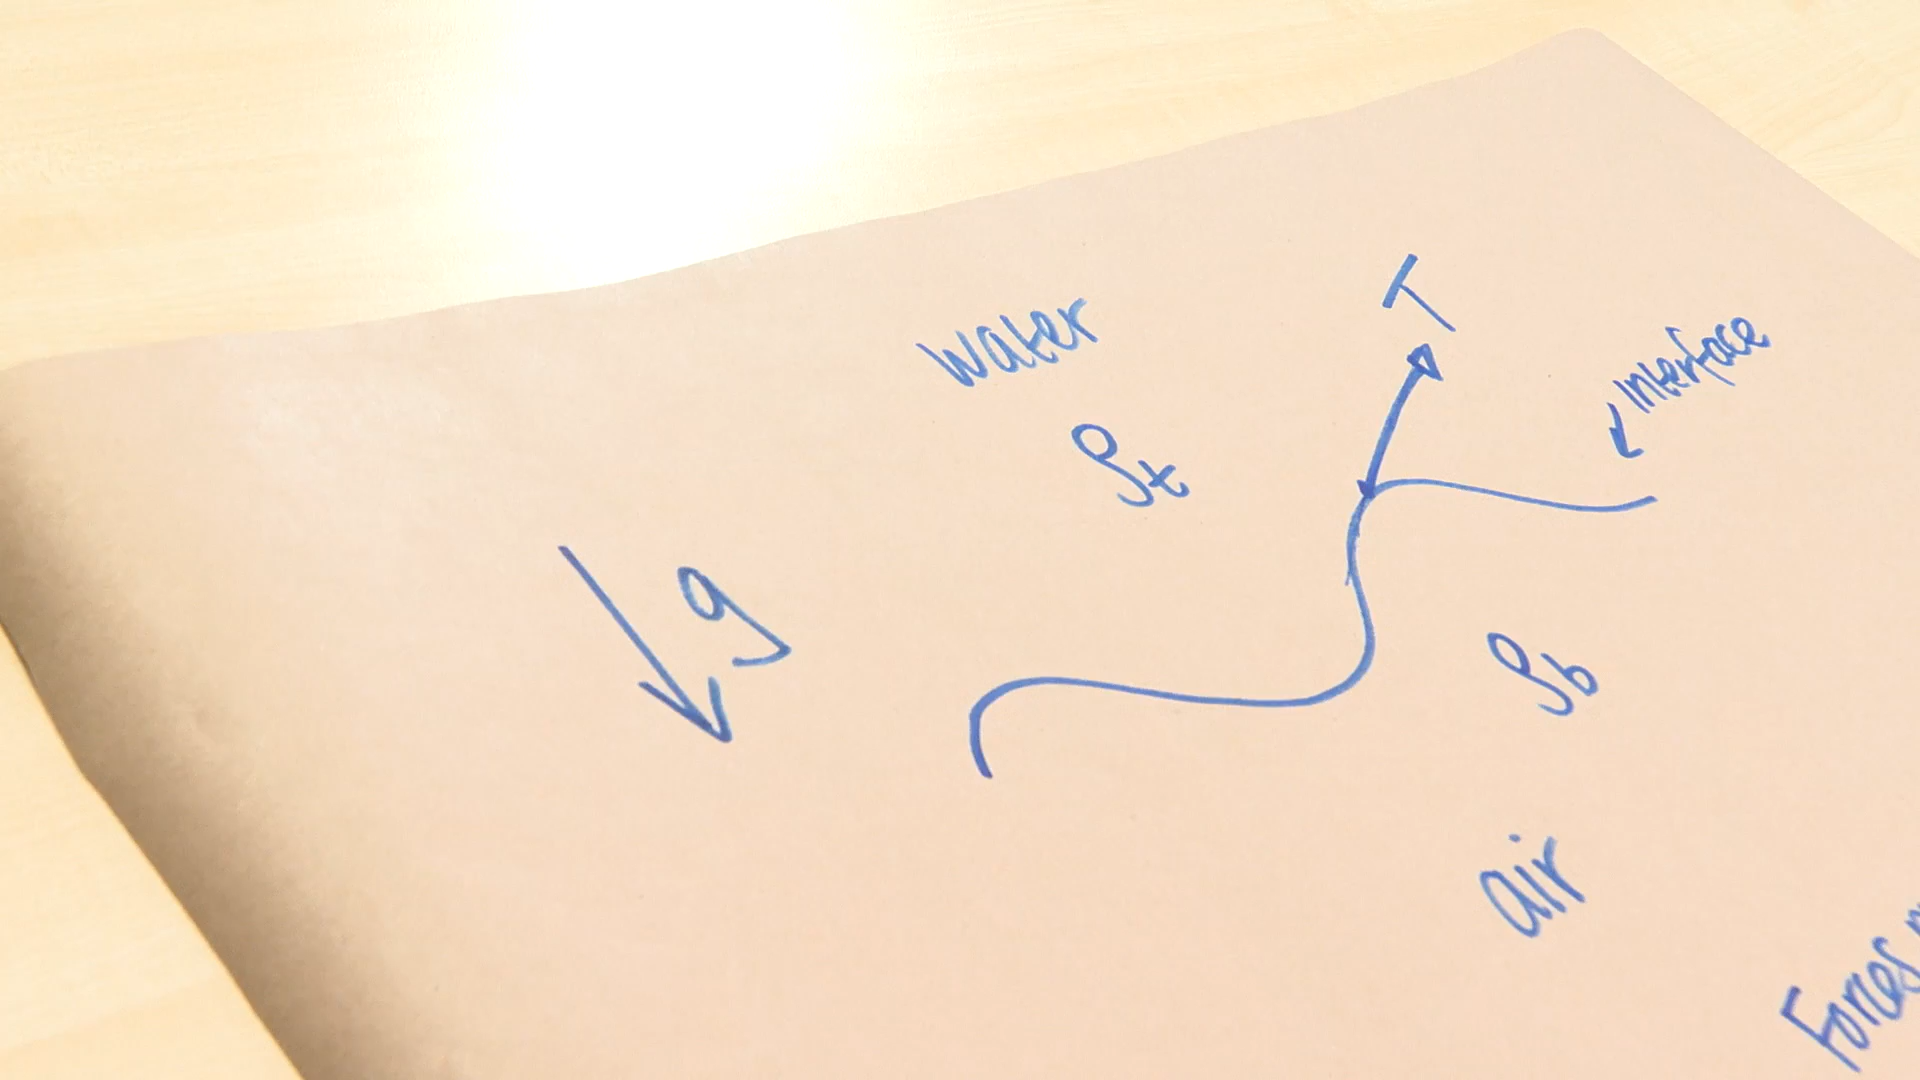 Water
T
Interface
ρt
g
ρb
air
Forces